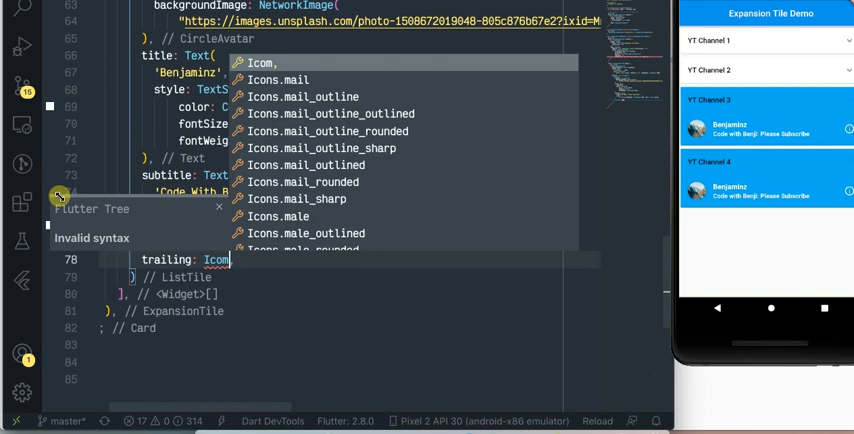 63 backgroundImage: NetworkImage(
64 "https://images.unsplash.com/photo-1508672019048-805c876b67e2?ixid=M
65 ), // CircleAvatar
66 title: Text(
67 'Benjaminz',
68 style: TextS
69 color: C
70 fontSize
71 fontWeig
72 ), // Text
73 subtitle: Text
'Code With B
Icom,
Icons.mail
Icons.mail_outline
Icons.mail_outline_outlined
Icons.mail_outline_rounded
Icons.mail_outline_sharp
Icons.mail_outlined
Icons.mail_rounded
Icons.mail_sharp
Icons.male
Icons.male_outlined
Icons.male_rounded
Flutter Tree
Invalid syntax
78 trailing: Icom,
79 ) // ListTile
80 ], // <Widget>[]
81 ), // ExpansionTile
82 ; // Card
83
84
85
15
1
master*
17 0 314
Dart DevTools
Flutter: 2.8.0
Pixel 2 API 30 (android-x86 emulator)
Reload
Expansion Tile Demo
YT Channel 1
YT Channel 2
YT Channel 3
Benjaminz
Code with Benji: Please Subscribe
YT Channel 4
Benjaminz
Code with Benji: Please Subscribe